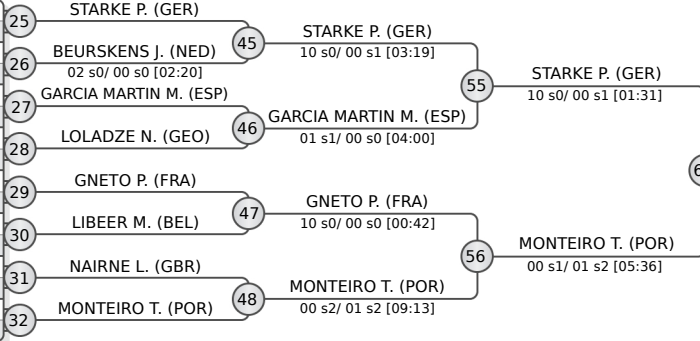 25
STARKE P. (GER)
26
BEURSKENS J. (NED)
02 s0/ 00 s0 [02:20]
27
GARCIA MARTIN M. (ESP)
28
LOLADZE N. (GEO)
29
GNETO P. (FRA)
30
LIBEER M. (BEL)
31
NAIRNE L. (GBR)
32
MONTEIRO T. (POR)
45
STARKE P. (GER)
10 s0/ 00 s1 [03:19]
46
GARCIA MARTIN M. (ESP)
01 s1/ 00 s0 [04:00]
47
GNETO P. (FRA)
10 s0/ 00 s0 [00:42]
48
MONTEIRO T. (POR)
00 s2/ 01 s2 [09:13]
55
STARKE P. (GER)
10 s0/ 00 s1 [01:31]
56
MONTEIRO T. (POR)
00 s1/ 01 s2 [05:36]